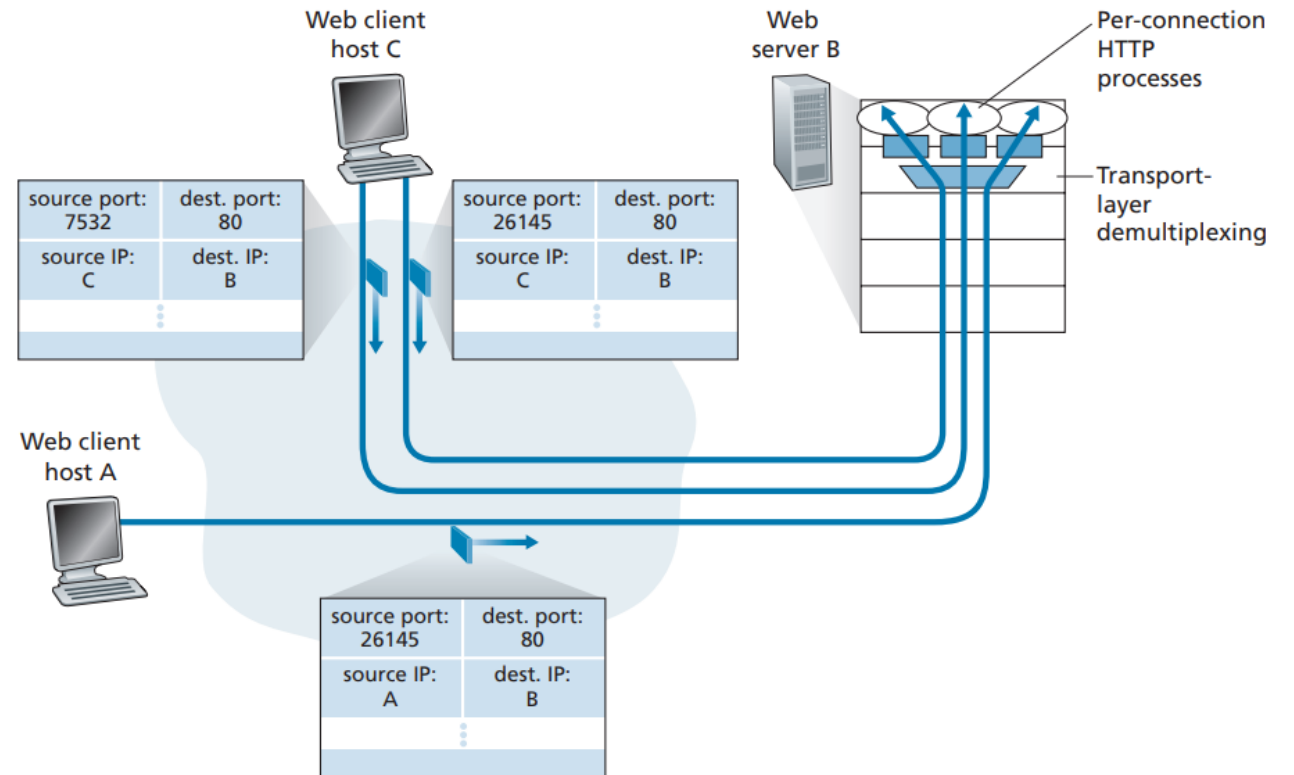 Web client
host C
Web
server B
Per-connection
HTTP
processes
Transport-
layer
demultiplexing
source port:
7532
dest. port:
80
source IP:
C
dest. IP:
B
source port:
26145
dest. port:
80
source IP:
C
dest. IP:
B
Web client
host A
source port:
26145
dest. port:
80
source IP:
A
dest. IP:
B